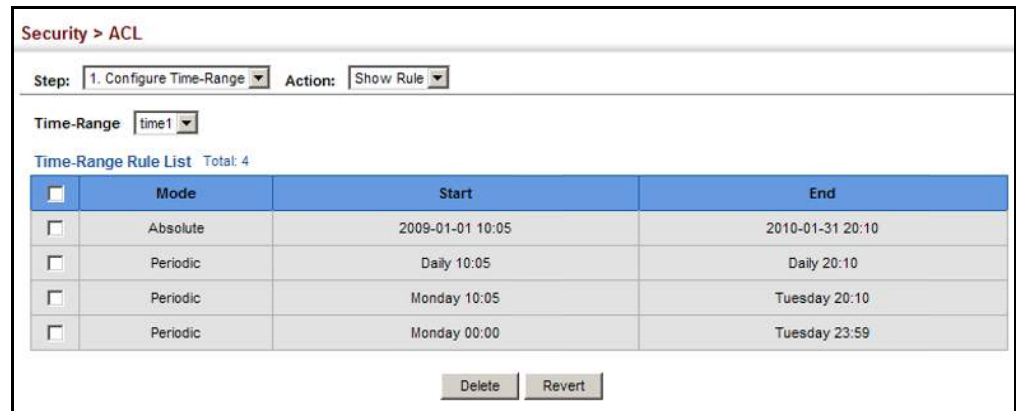 Security > ACL
Step: 1. Configure Time-Range Action: Show Rule
Time-Range time1
Time-Range Rule List Total: 4
Mode Start End
Absolute 2009-01-01 10:05 2010-01-31 20:10
Periodic Daily 10:05 Daily 20:10
Periodic Monday 10:05 Tuesday 20:10
Periodic Monday 00:00 Tuesday 23:59
Delete Revert